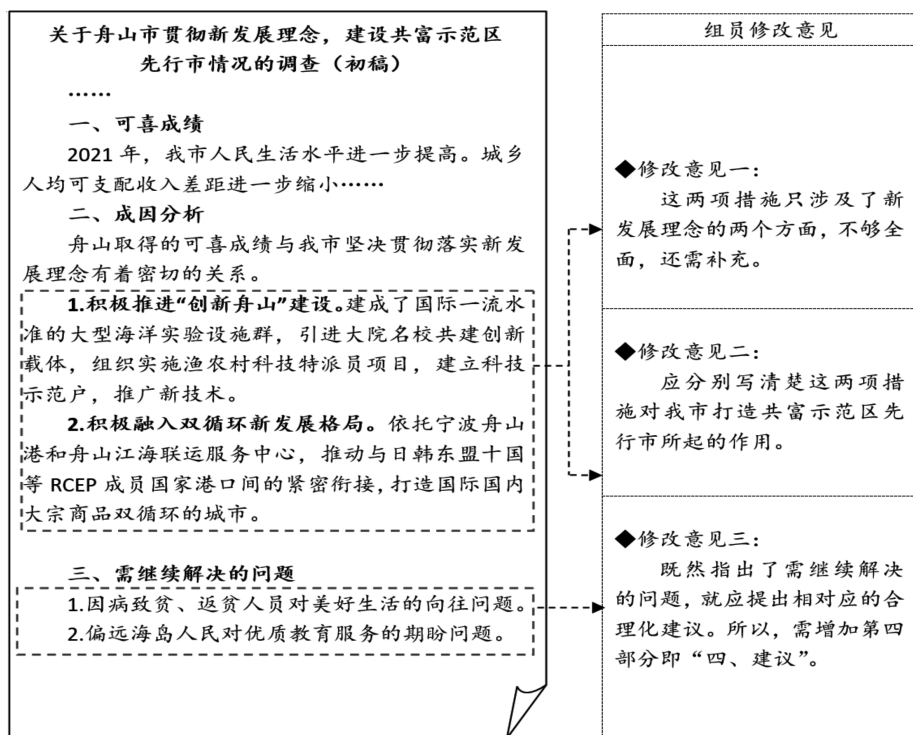 关于舟山市贯彻新发展理念，建设共富示范区
先行市情况的调查（初稿）
……
一、可喜成绩
2021 年，我市人民生活水平进一步提高。城乡
人均可支配收入差距进一步缩小……
二、成因分析
舟山取得的可喜成绩与我市坚决贯彻落实新发
展理念有着密切的关系。
1.积极推进“创新舟山”建设。建成了国际一流水
准的大型海洋实验设施群，引进大院名校共建创新
载体，组织实施渔农村科技特派员项目，建立科技
示范户，推广新技术。
2.积极融入双循环新发展格局。依托宁波舟山
港和舟山江海联运服务中心，推动与日韩东盟十国
等 RCEP 成员国家港口间的紧密衔接，打造国际国内
大宗商品双循环的城市。
三、需继续解决的问题
1.因病致贫、返贫人员对美好生活的向往问题。
2.偏远海岛人民对优质教育服务的期盼问题。
组员修改意见
◆修改意见一：
这两项措施只涉及了新
发展理念的两个方面，不够全
面，还需补充。
◆修改意见二：
应分别写清楚这两项措
施对我市打造共富示范区先
行市所起的作用。
◆修改意见三：
既然指出了需继续解决
的问题，就应提出相对应的合
理化建议。所以，需增加第四
部分即“四、建议”。